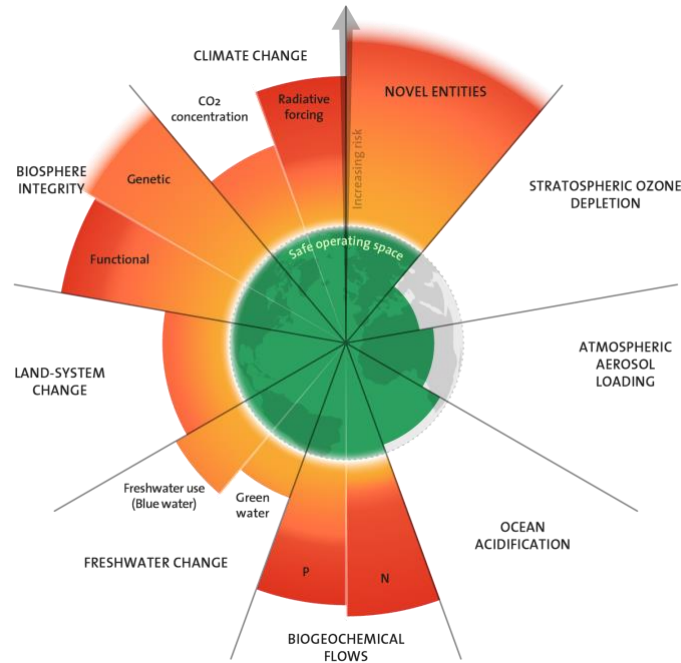 CLIMATE CHANGE
CO2
concentration
Radiative
forcing
NOVEL ENTITIES
Increasing risk
BIOSPHERE
INTEGRITY
Genetic
Functional
STRATOSPHERIC OZONE
DEPLETION
Safe operating space
ATMOSPHERIC
AEROSOL
LOADING
LAND-SYSTEM
CHANGE
Freshwater use
(Blue water)
Green
water
FRESHWATER CHANGE
OCEAN
ACIDIFICATION
P
N
BIOGEOCHEMICAL
FLOWS